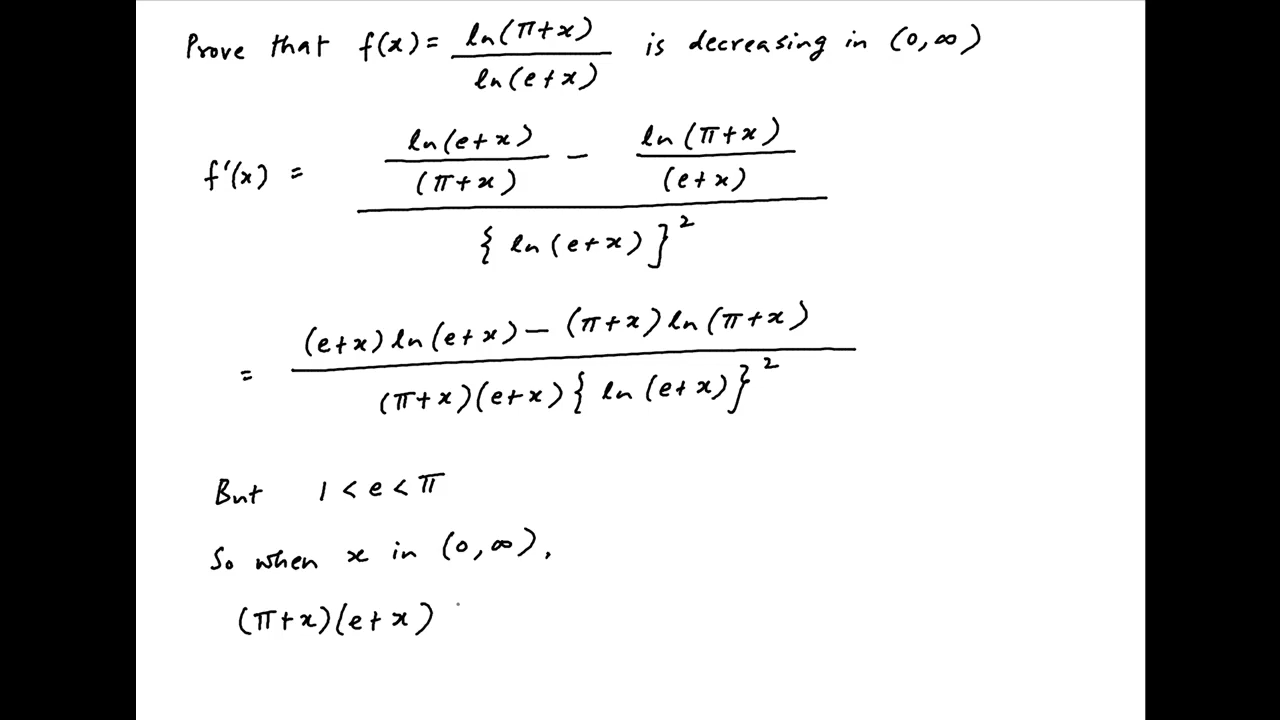 Prove that f(x) = ln(π+x) / ln(e+x) is decreasing in (0,∞)
f'(x) = ( ln(e+x) / (π+x) − ln(π+x) / (e+x) ) / { ln(e+x) }²
= ( (e+x) ln(e+x) − (π+x) ln(π+x) ) / ( (π+x)(e+x) { ln(e+x) }² )
But 1 < e < π
So when x in (0,∞),
(π+x)(e+x)